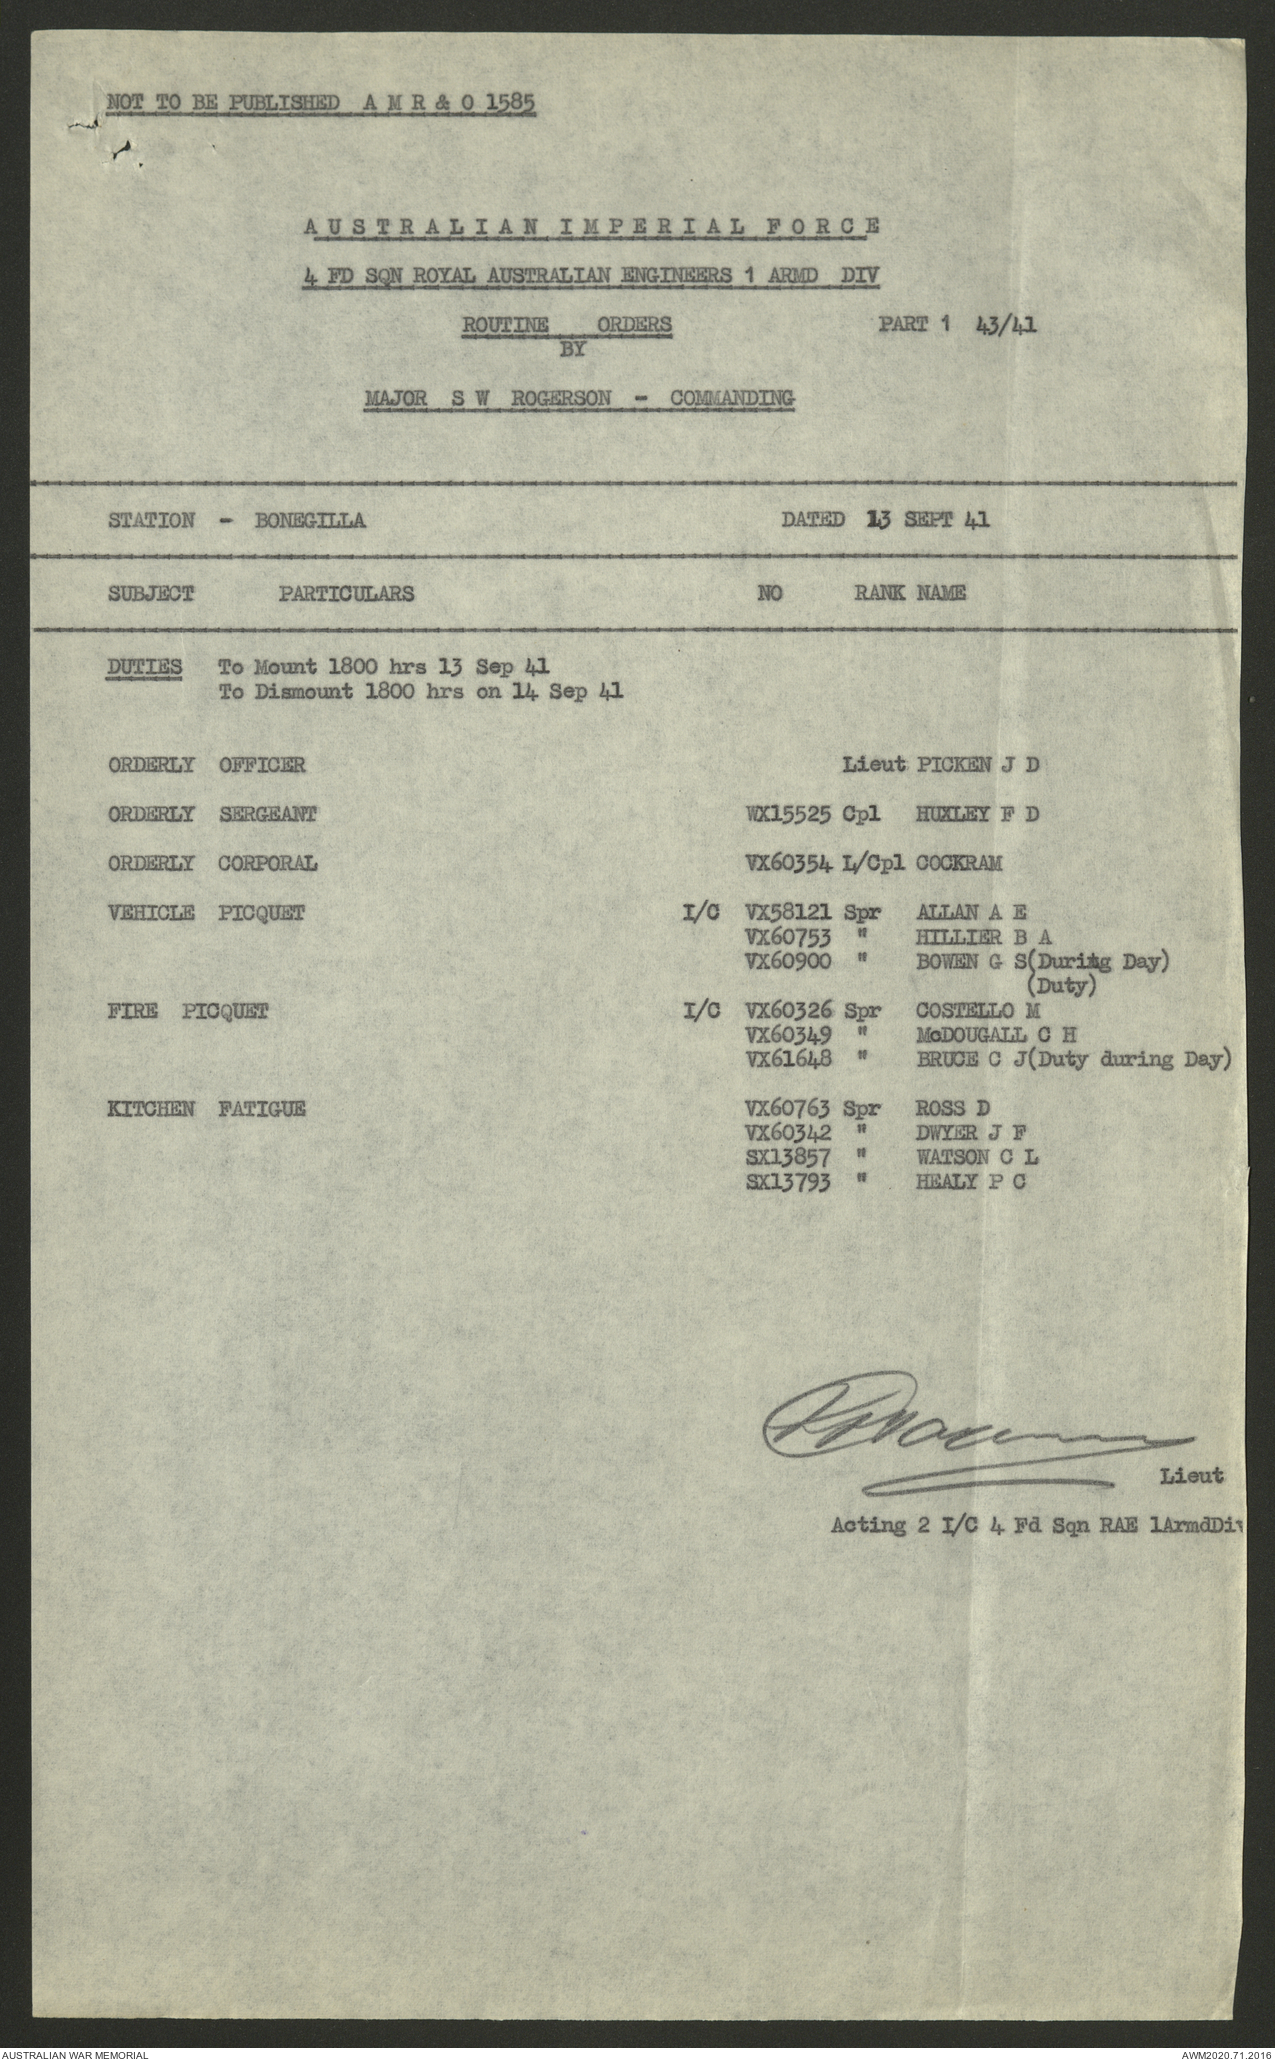 NOT TO BE PUBLISHED A M R & O 1585
A U S T R A L I A N I M P E R I A L F O R C E
4 FD SQN ROYAL AUSTRALIAN ENGINEERS 1 ARMD DIV
ROUTINE ORDERS PART 1 43/41
BY
MAJOR S W ROGERSON - COMMANDING
STATION - BONEGILLA DATED 13 SEPT 41
SUBJECT PARTICULARS NO RANK NAME
DUTIES To Mount 1800 hrs 13 Sep 41
To Dismount 1800 hrs on 14 Sep 41
ORDERLY OFFICER Lieut PICKEN J D
ORDERLY SERGEANT WX15525 Cpl HUXLEY F D
ORDERLY CORPORAL VX60354 L/Cpl COCKRAM
VEHICLE PICQUET I/C VX58121 Spr ALLAN A E
VX60753 " HILLIER B A
VX60900 " BOWEN G S(During Day)
(Duty)
FIRE PICQUET I/C VX60326 Spr COSTELLO M
VX60349 " McDOUGALL C H
VX61648 " BRUCE C J(Duty during Day)
KITCHEN FATIGUE VX60763 Spr ROSS D
VX60342 " DWYER J F
SX13857 " WATSON C L
SX13793 " HEALY P C
Lieut
Acting 2 I/C 4 Fd Sqn RAE 1ArmdDiv
AUSTRALIAN WAR MEMORIAL AWM2020.71.2016